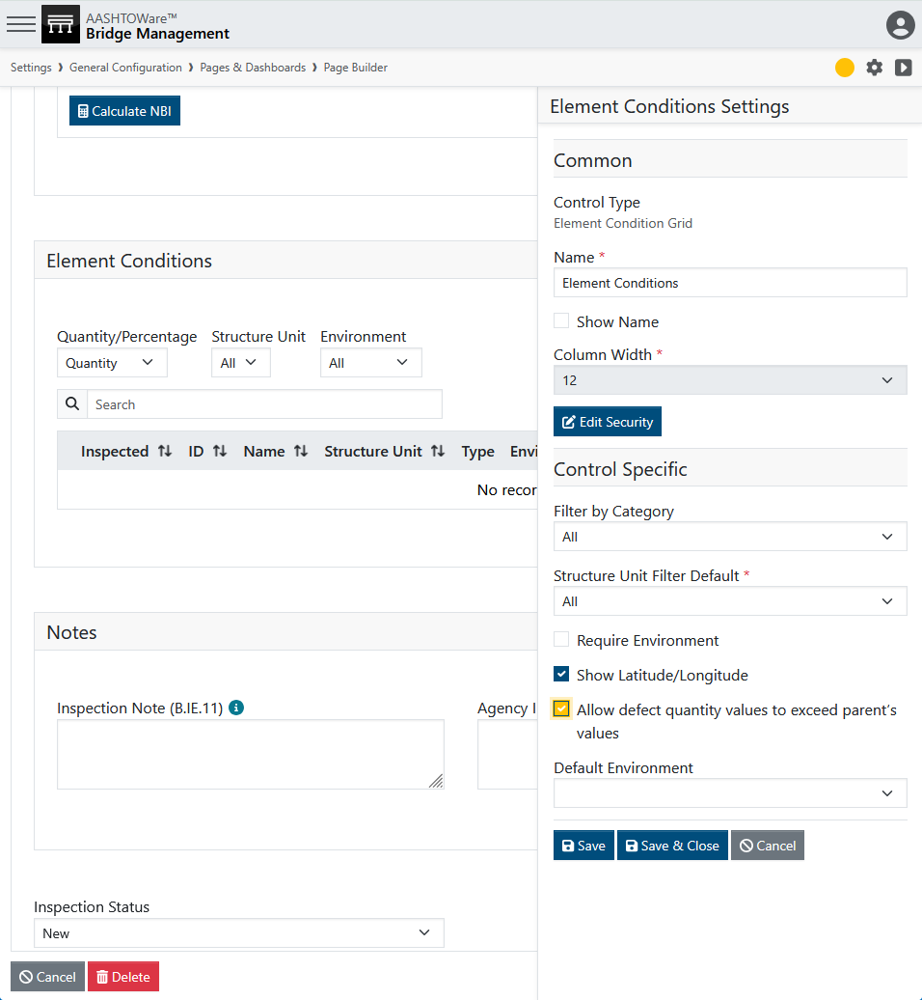 AASHTOWare™
Bridge Management
Settings › General Configuration › Pages & Dashboards › Page Builder
Calculate NBI
Element Conditions
Quantity/Percentage Structure Unit Environment
Quantity All All
Search
Inspected ID Name Structure Unit Type Envi
No recor
Notes
Inspection Note (B.IE.11) Agency I
Inspection Status
New
Cancel Delete
Element Conditions Settings
Common
Control Type
Element Condition Grid
Name *
Element Conditions
Show Name
Column Width *
12
Edit Security
Control Specific
Filter by Category
All
Structure Unit Filter Default *
All
Require Environment
Show Latitude/Longitude
Allow defect quantity values to exceed parent's
values
Default Environment
Save Save & Close Cancel